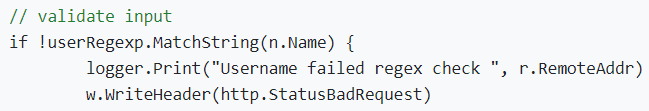 // validate input
if !userRegexp.MatchString(n.Name) {
        logger.Print("Username failed regex check ", r.RemoteAddr)
        w.WriteHeader(http.StatusBadRequest)